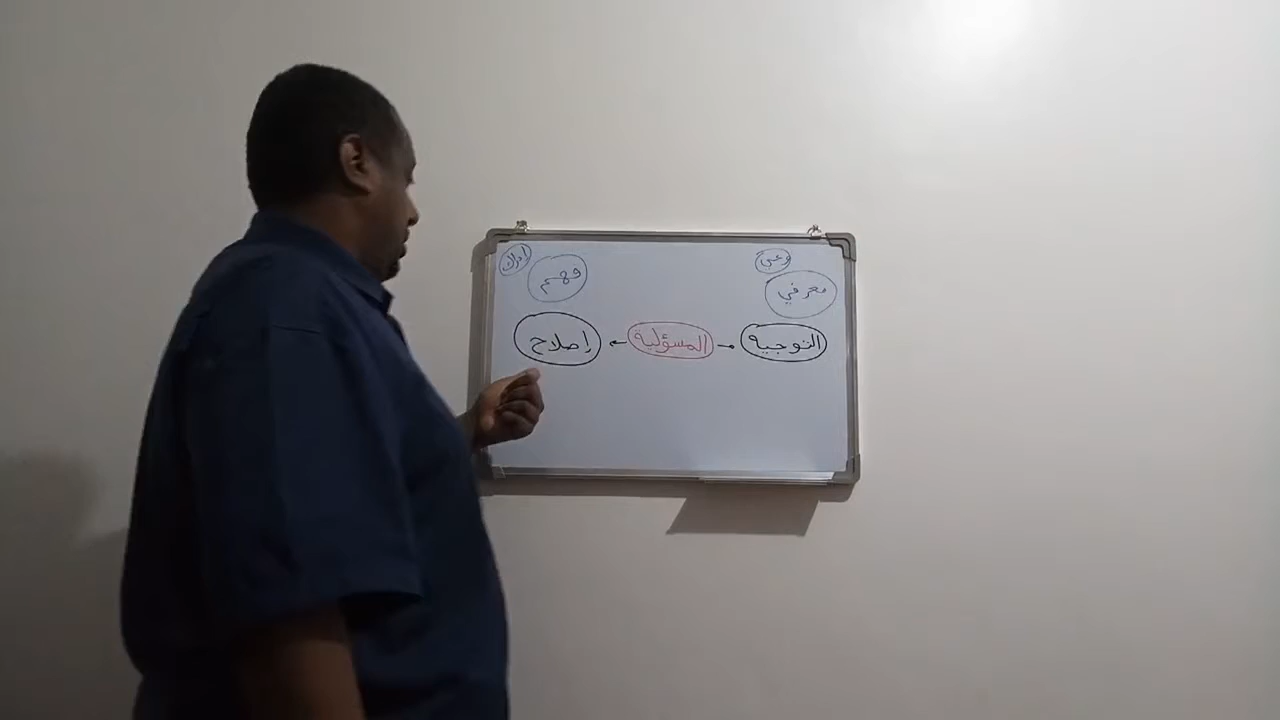 وعي إدراك
معرفي فهم
التوجيه ← المسؤلية → إصلاح